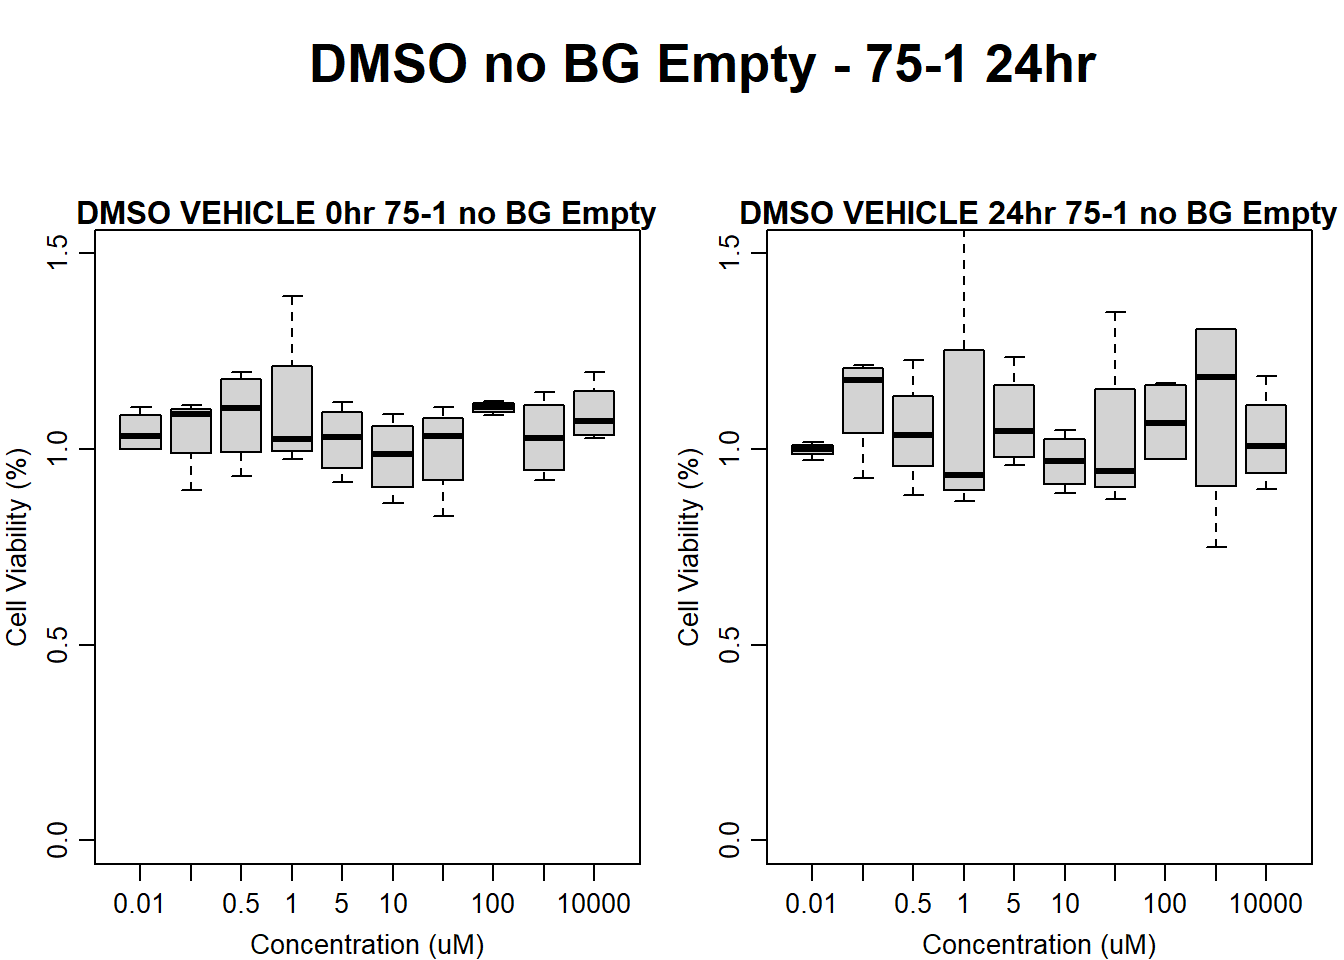 DMSO no BG Empty - 75-1 24hr
DMSO VEHICLE 0hr 75-1 no BG Empty
Cell Viability (%)
1.5
1.0
0.5
0.0
0.01 0.5 1 5 10 100 10000
Concentration (uM)
DMSO VEHICLE 24hr 75-1 no BG Empty
Cell Viability (%)
1.5
1.0
0.5
0.0
0.01 0.5 1 5 10 100 10000
Concentration (uM)